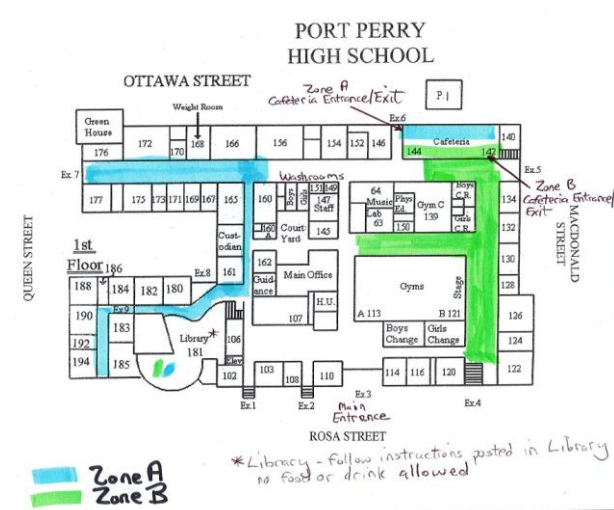 PORT PERRY
HIGH SCHOOL
OTTAWA STREET
Zone A
Cafeteria Entrance/Exit
P.1
Weight Room
Green
House
Ex.6
Cafeteria
172
170
168
166
156
154
152
146
144
142
140
176
Ex.7
Ex.5
Washrooms
Zone B
Cafeteria Entrance/
Exit
177
175
173
171
169
167
165
160
Boys
Girls
151
149
147
Staff
64
Music
Lab
63
Phys
Ed.
150
Gym C
139
Boys
C.R.
Girls
C.R.
134
132
130
128
160
A
Court
Yard
145
Custodian
161
162
Guidance
Main Office
QUEEN STREET
MACDONALD
STREET
1st
Floor
186
Ex.8
188
184
182
180
190
Ex.9
183
192
194
185
Library*
181
106
Elev
102
107
H.U.
Gyms
Stage
A 113
B 121
Boys
Change
Girls
Change
126
124
122
103
108
110
114
116
120
Ex.1
Ex.2
Ex.3
Ex.4
Main
Entrance
ROSA STREET
*Library - follow instructions posted in Library
no food or drink allowed
Zone A
Zone B